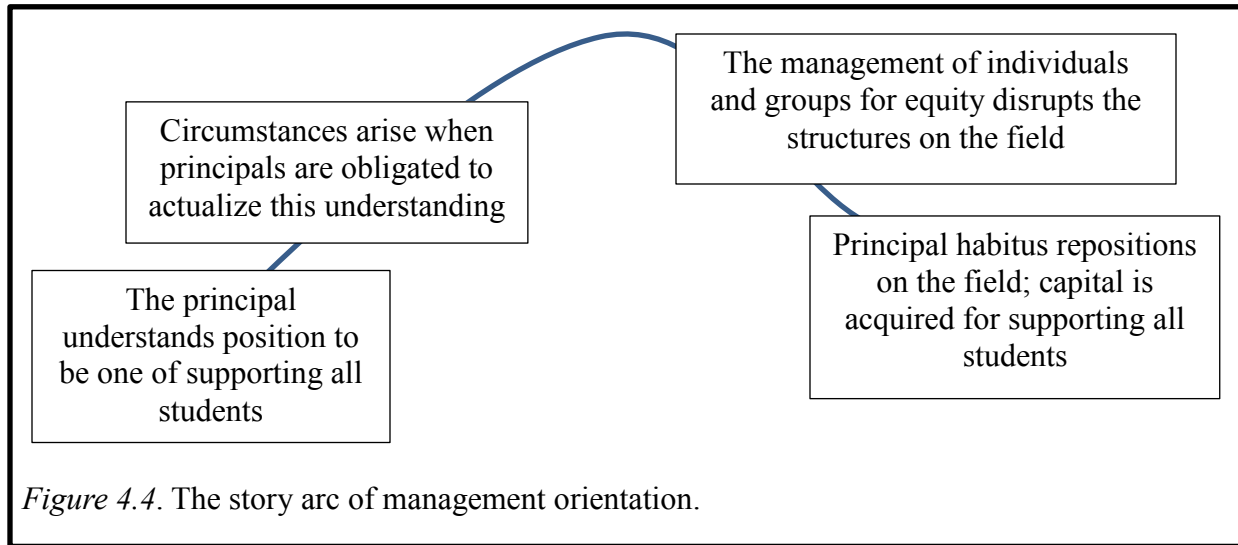 The principal
understands position to
be one of supporting all
students
Circumstances arise when
principals are obligated to
actualize this understanding
The management of individuals
and groups for equity disrupts the
structures on the field
Principal habitus repositions
on the field; capital is
acquired for supporting all
students
Figure 4.4. The story arc of management orientation.